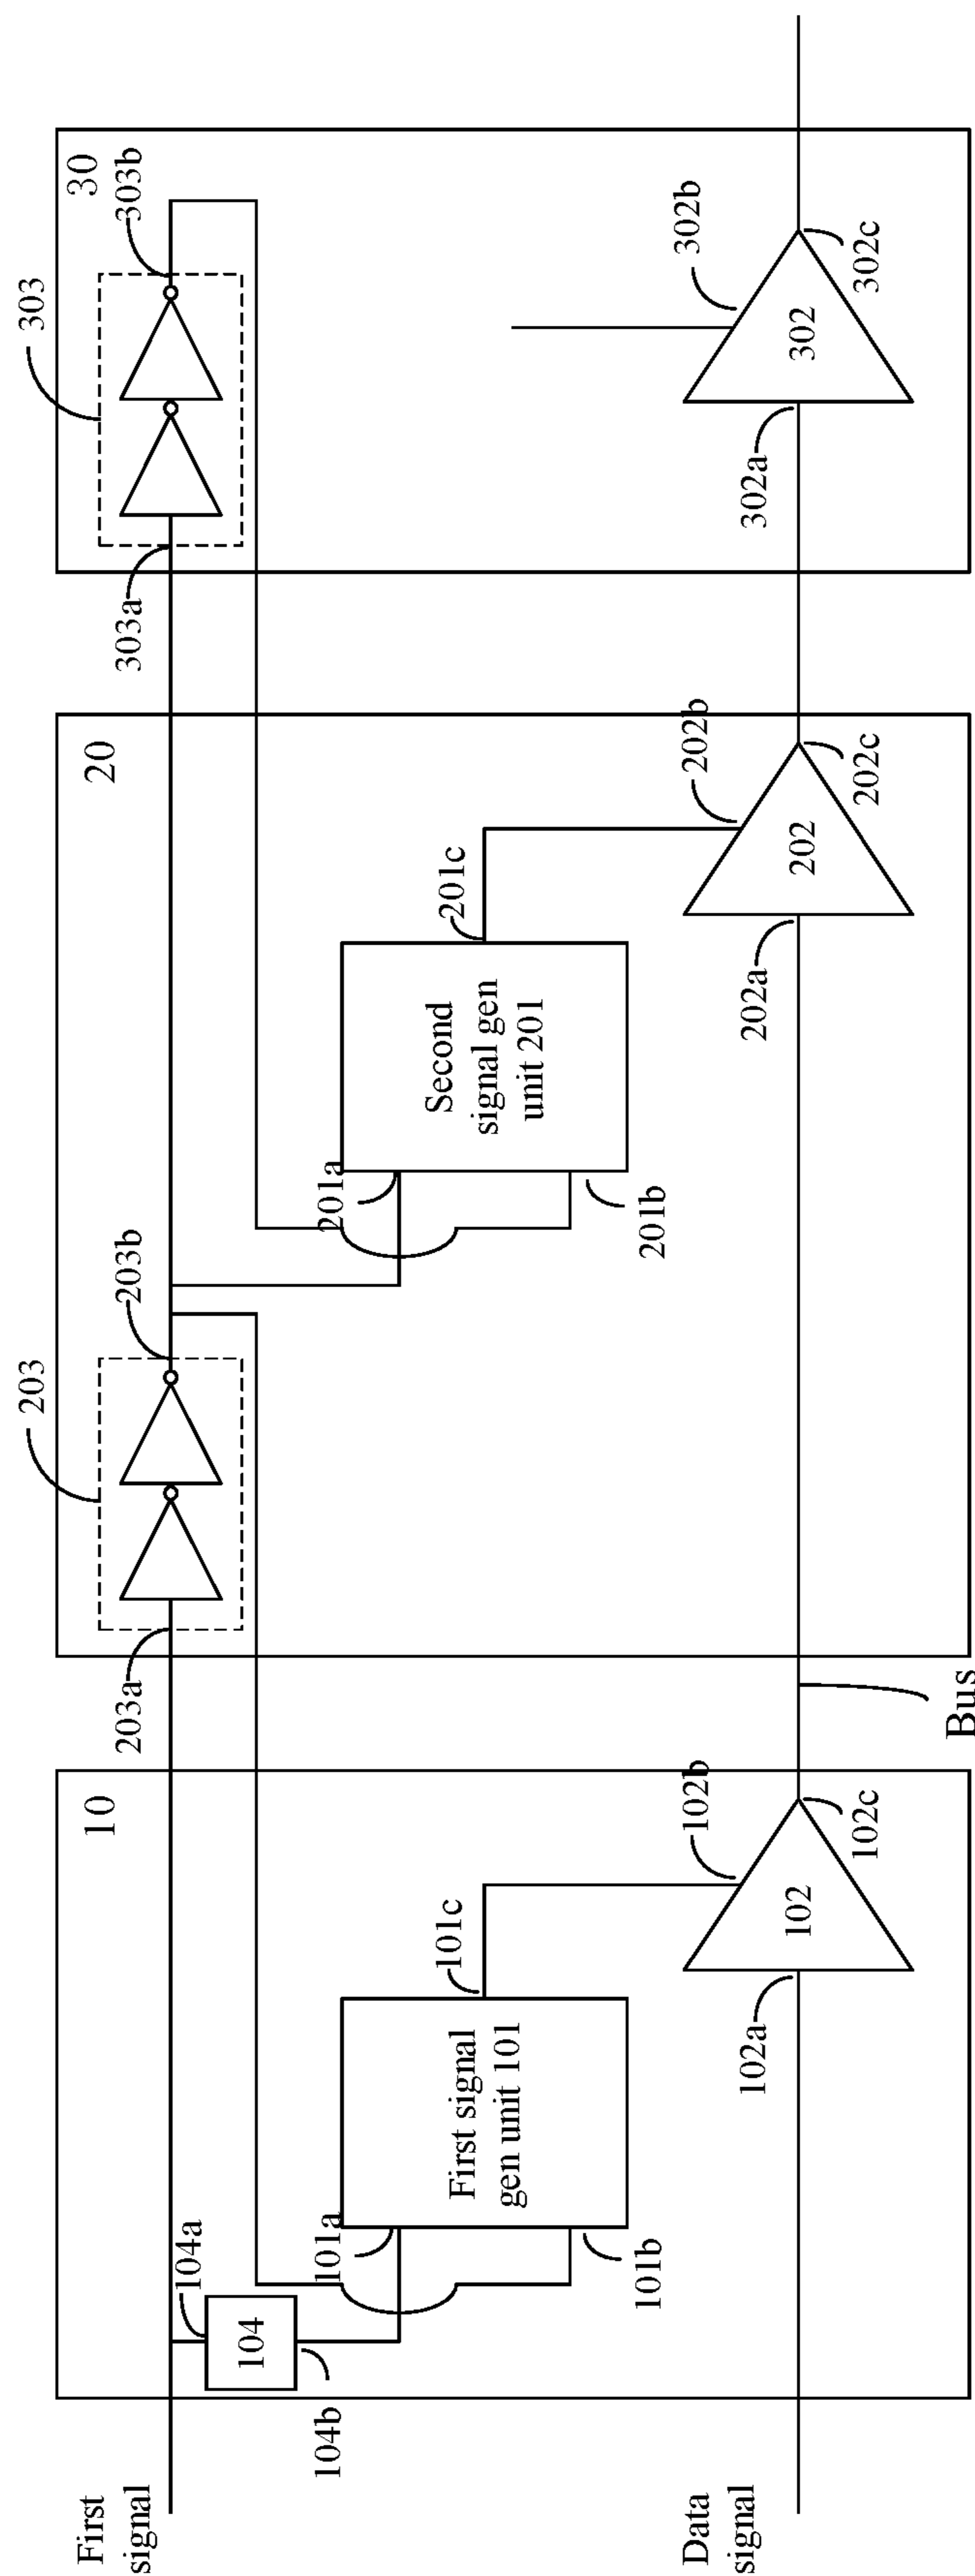 First
signal
104a
104
104b
10
101a
First signal
gen unit 101
101b
101c
102a
102
102b
102c
Data
signal
Bus
203
203a
203b
20
201a
Second
signal gen
unit 201
201b
201c
202a
202
202b
202c
303
303a
303b
30
302a
302
302b
302c